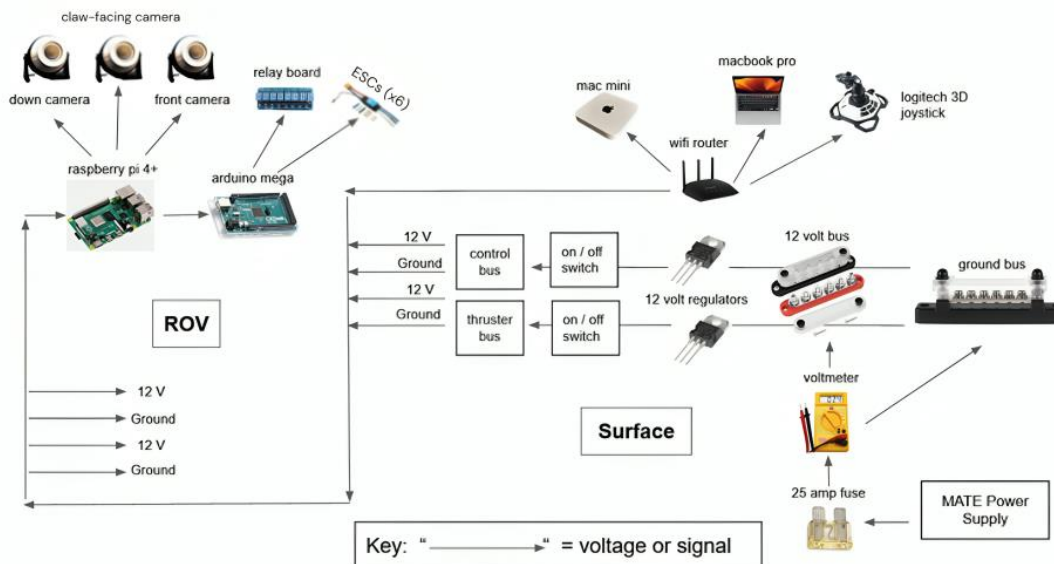 claw-facing camera
down camera
front camera
relay board
ESCs (x6)
raspberry pi 4+
arduino mega
mac mini
macbook pro
wifi router
logitech 3D
joystick
12 V
Ground
12 V
Ground
control
bus
thruster
bus
on / off
switch
on / off
switch
12 volt regulators
12 volt bus
ground bus
ROV
12 V
Ground
12 V
Ground
Surface
voltmeter
25 amp fuse
MATE Power
Supply
Key: “ “ = voltage or signal